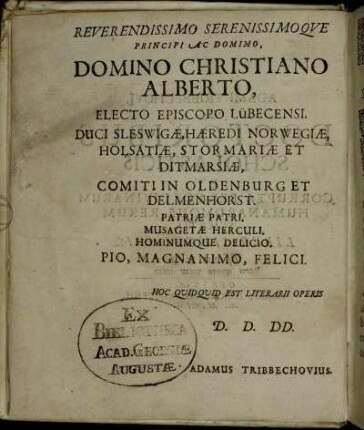 REVERENDISSIMO SERENISSIMOQVE
PRINCIPI AC DOMINO,
DOMINO CHRISTIANO
ALBERTO,
ELECTO EPISCOPO LüBECENSI.
DUCI SLESWIGÆ, HÆREDI NORWEGIÆ,
HOLSATIÆ, STORMARIÆ ET
DITMARSIÆ,
COMITI IN OLDENBURG ET
DELMENHORST.
PATRIÆ PATRI.
MUSAGETÆ HERCULI.
HOMINUMQUE DELICIO.
PIO, MAGNANIMO, FELICI.
HOC QUIDQUID EST LITERARII OPERIS
D. D. DD.
EX
BIBLIOTHECA
ACAD. GEORGIÆ
AUGUSTÆ.
ADAMUS TRIBBECHOVIUS.